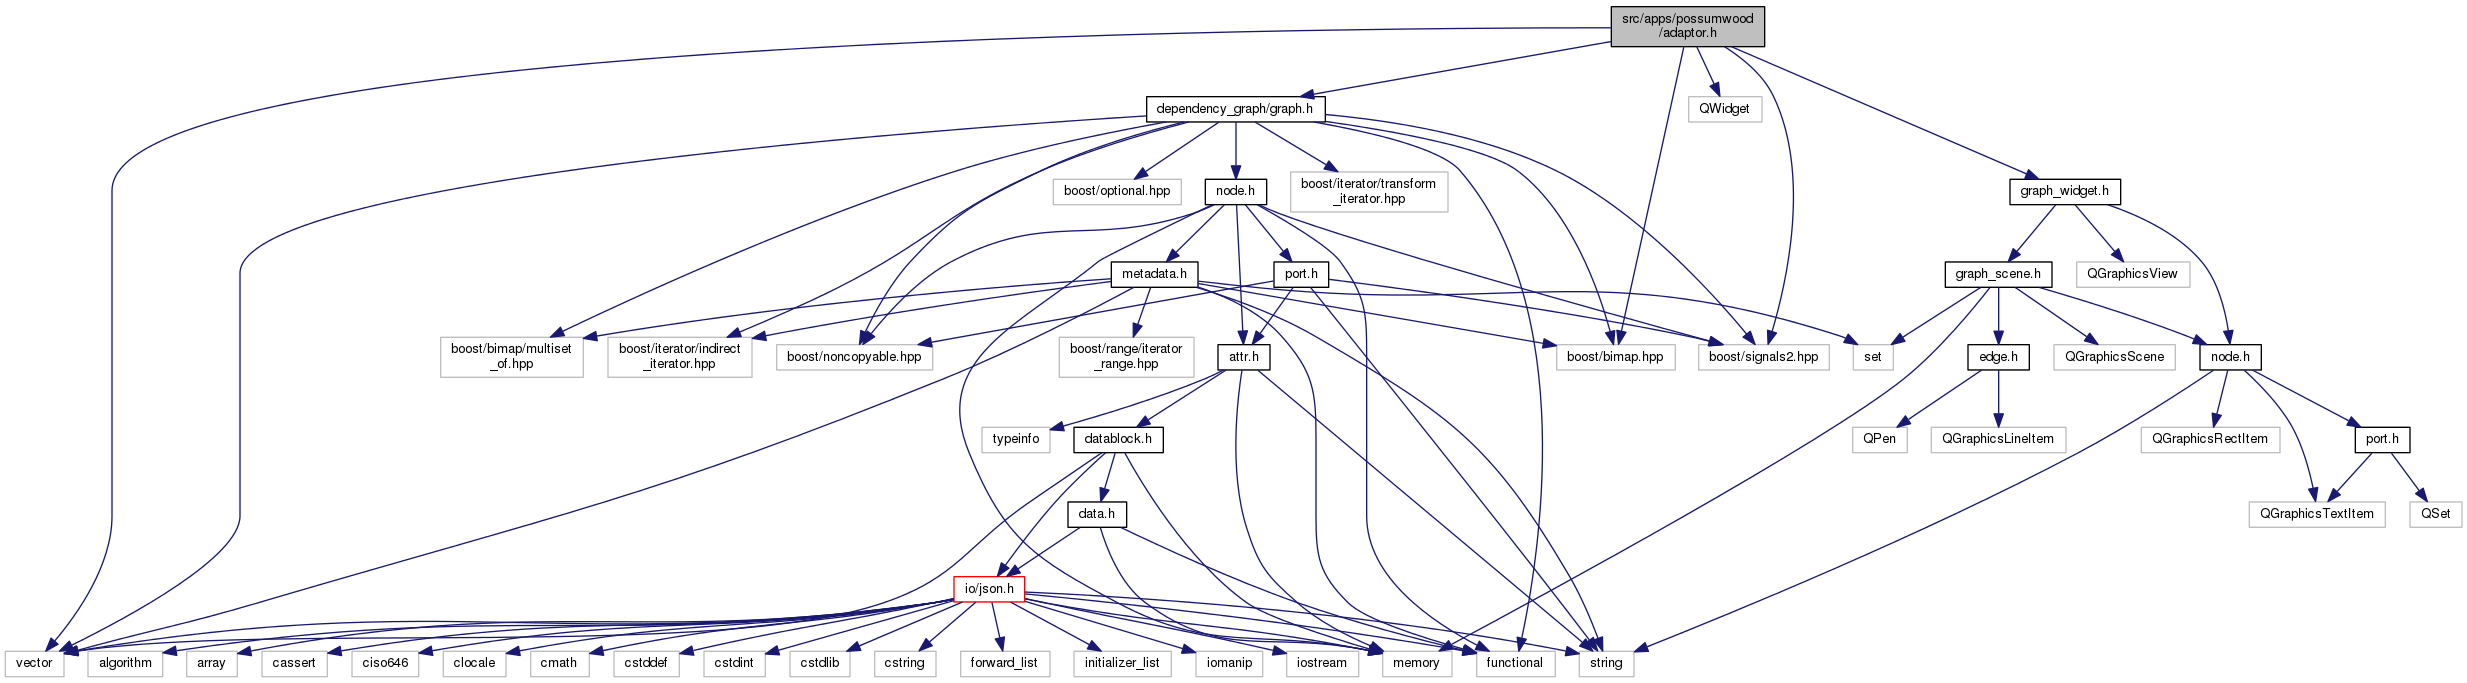 src/apps/possumwood
/adaptor.h
dependency_graph/graph.h
QWidget
boost/optional.hpp
node.h
boost/iterator/transform
_iterator.hpp
graph_widget.h
metadata.h
port.h
graph_scene.h
QGraphicsView
boost/bimap/multiset
_of.hpp
boost/iterator/indirect
_iterator.hpp
boost/noncopyable.hpp
boost/range/iterator
_range.hpp
attr.h
boost/bimap.hpp
boost/signals2.hpp
set
edge.h
QGraphicsScene
node.h
typeinfo
datablock.h
QPen
QGraphicsLineItem
QGraphicsRectItem
port.h
data.h
QGraphicsTextItem
QSet
io/json.h
vector
algorithm
array
cassert
ciso646
clocale
cmath
cstddef
cstdint
cstdlib
cstring
forward_list
initializer_list
iomanip
iostream
memory
functional
string